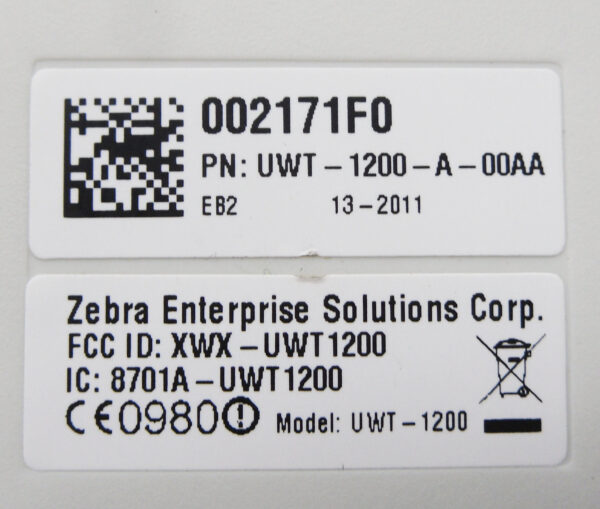 002171F0
PN: UWT-1200-A-00AA
EB2 13-2011
Zebra Enterprise Solutions Corp.
FCC ID: XWX-UWT1200
IC: 8701A-UWT1200
CE0980! Model: UWT-1200